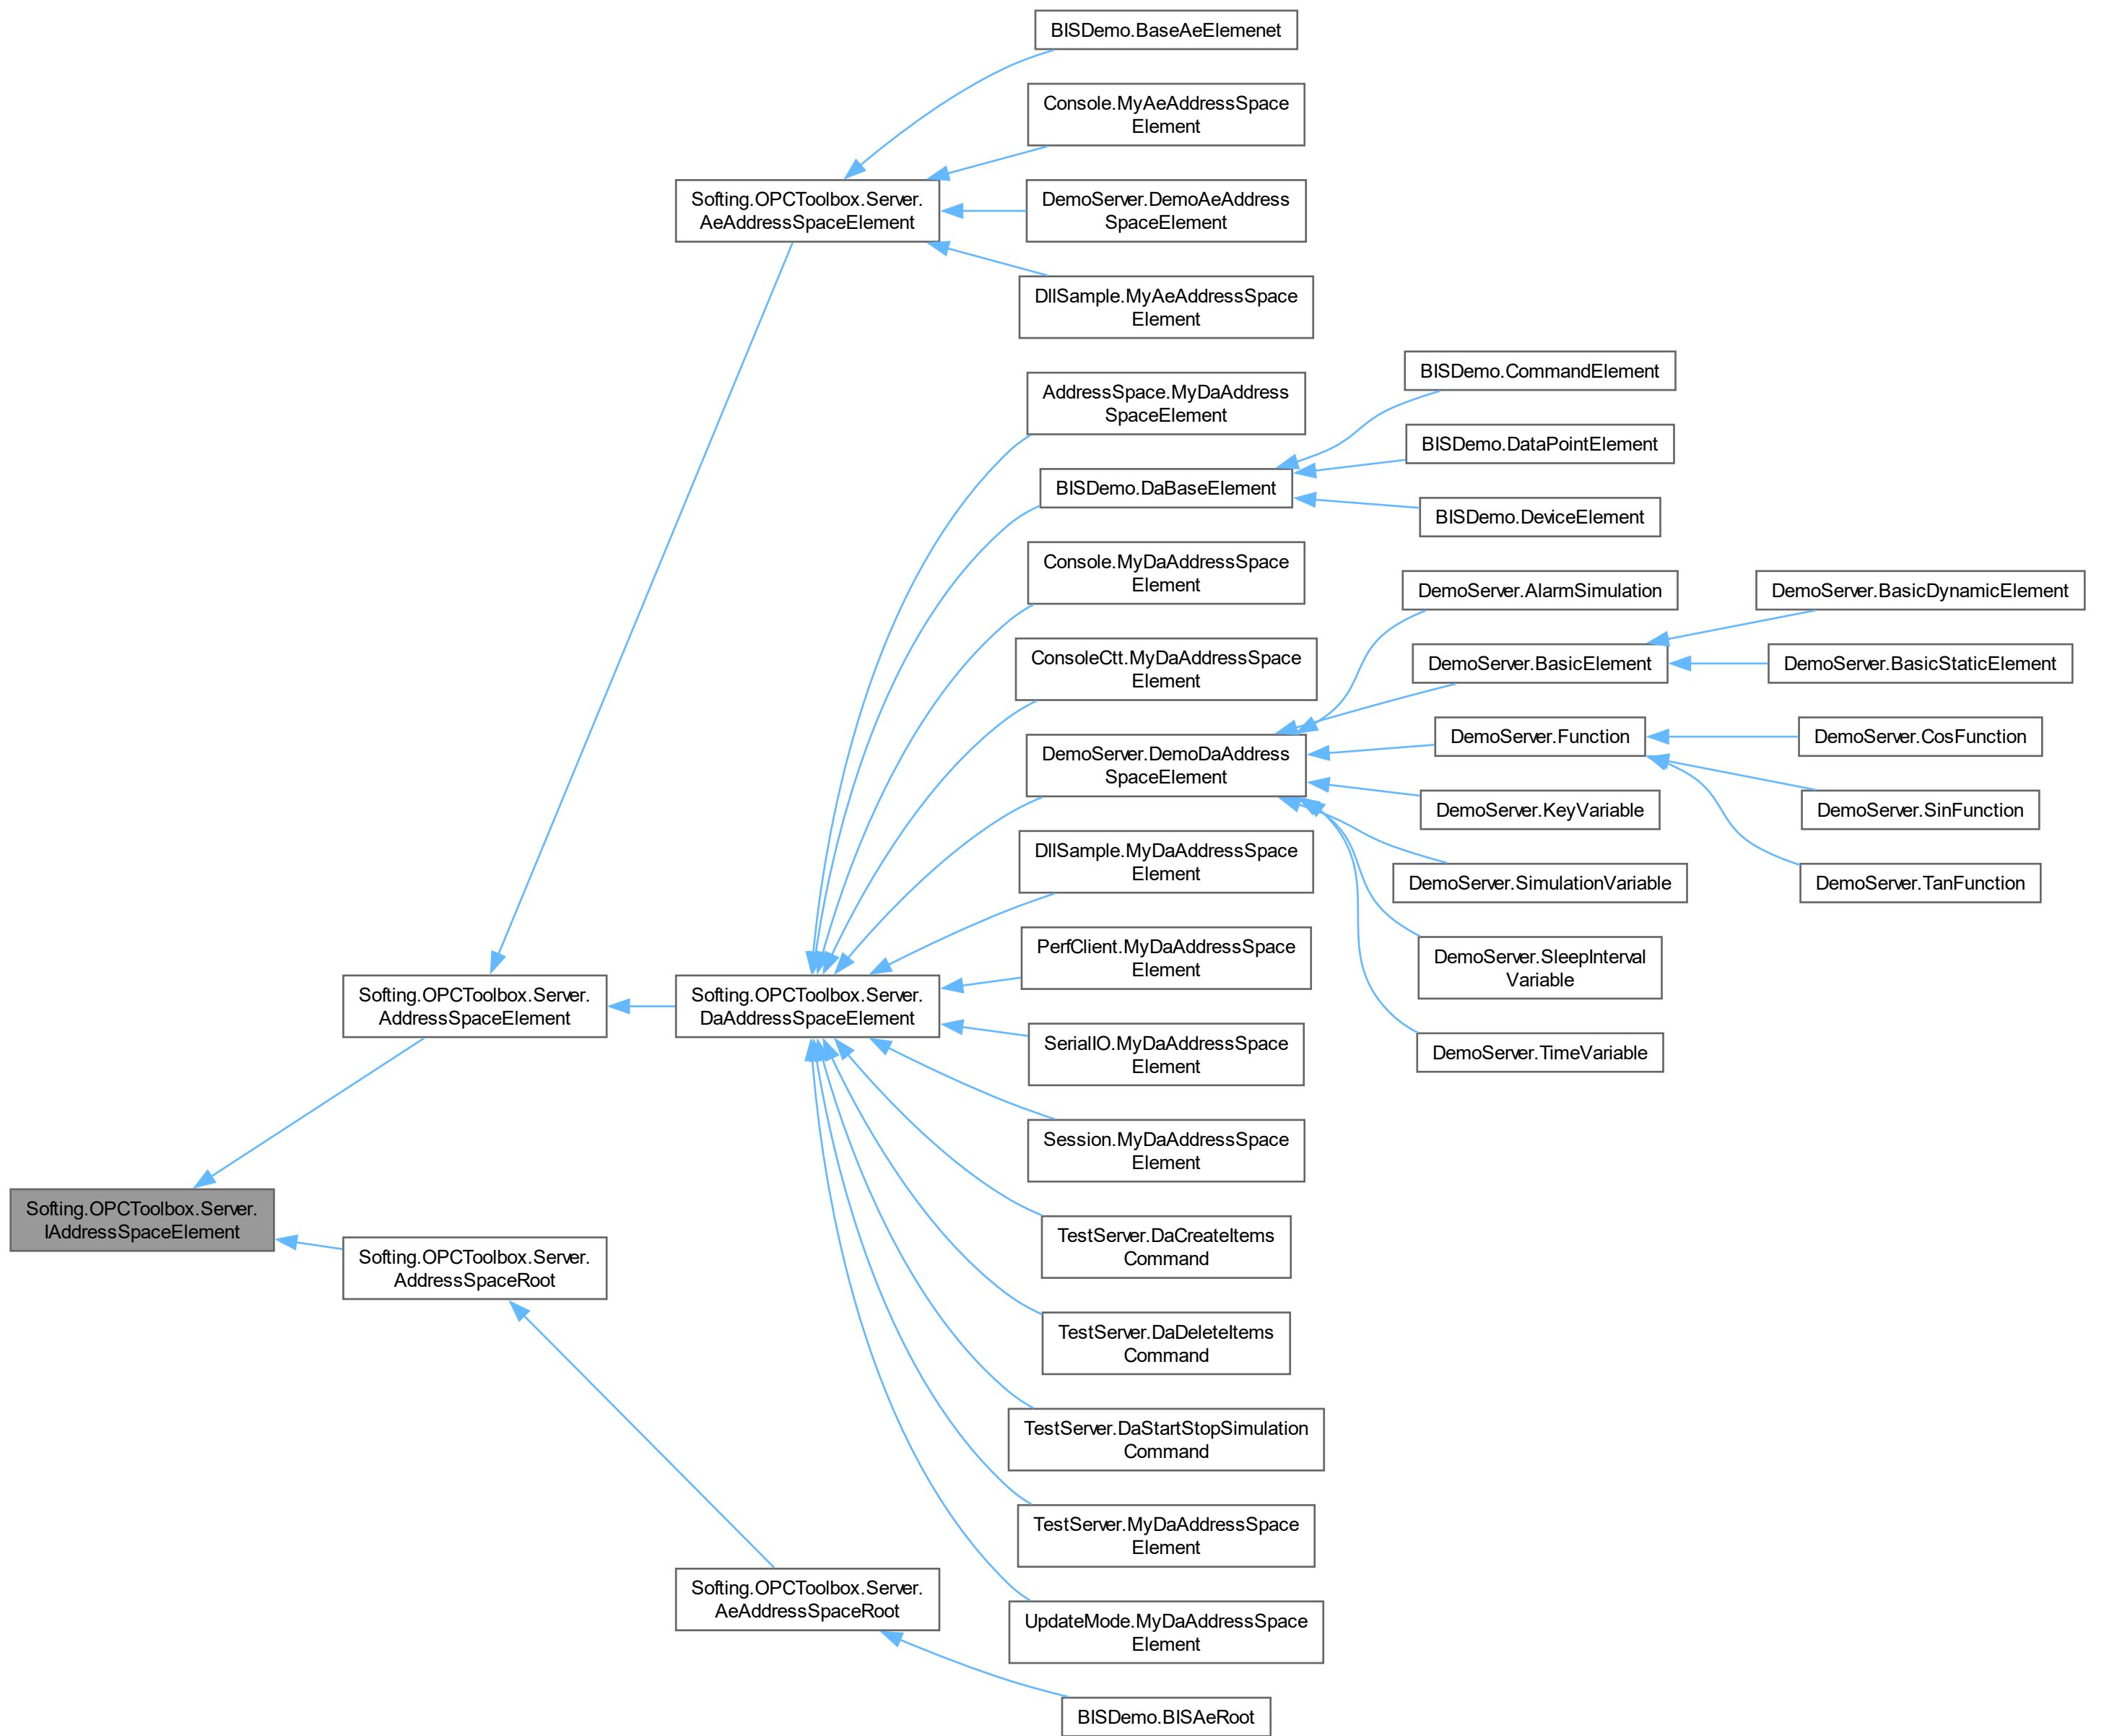 BISDemo.BaseAeElemenet
Console.MyAeAddressSpace
Element
Softing.OPCToolbox.Server.
AeAddressSpaceElement
DemoServer.DemoAeAddress
SpaceElement
DllSample.MyAeAddressSpace
Element
AddressSpace.MyDaAddress
SpaceElement
BISDemo.CommandElement
BISDemo.DataPointElement
BISDemo.DaBaseElement
BISDemo.DeviceElement
Console.MyDaAddressSpace
Element
DemoServer.AlarmSimulation
DemoServer.BasicDynamicElement
ConsoleCtt.MyDaAddressSpace
Element
DemoServer.BasicElement
DemoServer.BasicStaticElement
DemoServer.DemoDaAddress
SpaceElement
DemoServer.Function
DemoServer.CosFunction
DemoServer.KeyVariable
DemoServer.SinFunction
DllSample.MyDaAddressSpace
Element
DemoServer.SimulationVariable
DemoServer.TanFunction
PerfClient.MyDaAddressSpace
Element
DemoServer.SleepInterval
Variable
Softing.OPCToolbox.Server.
AddressSpaceElement
Softing.OPCToolbox.Server.
DaAddressSpaceElement
SerialIO.MyDaAddressSpace
Element
DemoServer.TimeVariable
Session.MyDaAddressSpace
Element
Softing.OPCToolbox.Server.
IAddressSpaceElement
Softing.OPCToolbox.Server.
AddressSpaceRoot
TestServer.DaCreateItems
Command
TestServer.DaDeleteItems
Command
TestServer.DaStartStopSimulation
Command
TestServer.MyDaAddressSpace
Element
Softing.OPCToolbox.Server.
AeAddressSpaceRoot
UpdateMode.MyDaAddressSpace
Element
BISDemo.BISAeRoot